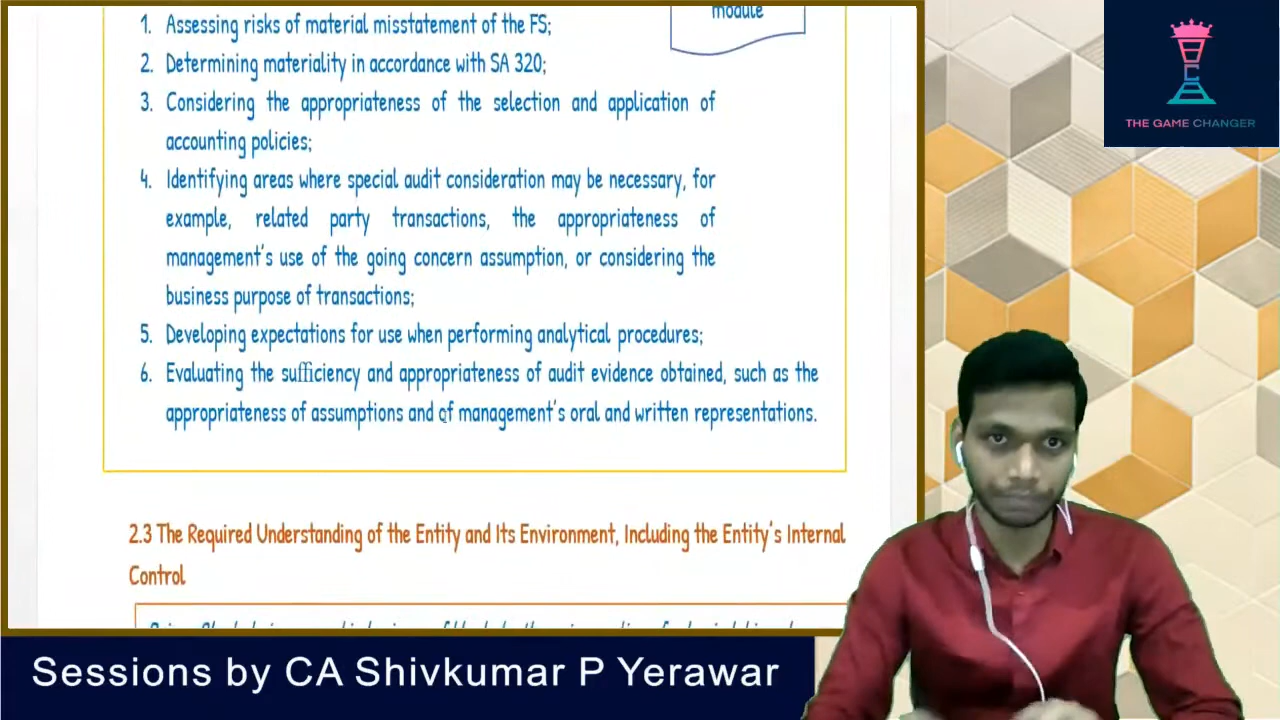 module
1. Assessing risks of material misstatement of the FS;
2. Determining materiality in accordance with SA 320;
3. Considering the appropriateness of the selection and application of
accounting policies;
4. Identifying areas where special audit consideration may be necessary, for
example, related party transactions, the appropriateness of
management's use of the going concern assumption, or considering the
business purpose of transactions;
5. Developing expectations for use when performing analytical procedures;
6. Evaluating the sufficiency and appropriateness of audit evidence obtained, such as the
appropriateness of assumptions and of management's oral and written representations.
2.3 The Required Understanding of the Entity and Its Environment, Including the Entity's Internal
Control
THE GAME CHANGER
Sessions by CA Shivkumar P Yerawar